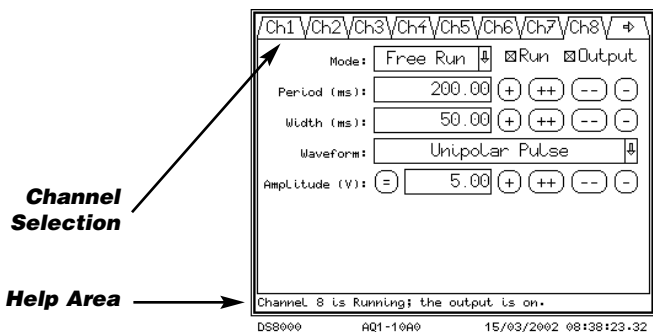 Ch1 Ch2 Ch3 Ch4 Ch5 Ch6 Ch7 Ch8 ⇒
Mode: Free Run ⇓ ☒Run ☒Output
Period (ms): 200.00 + ++ -- -
Width (ms): 50.00 + ++ -- -
Waveform: Unipolar Pulse ⇓
Amplitude (V): = 5.00 + ++ -- -
Channel Selection
Help Area
Channel 8 is Running; the output is on.
DS8000 AQ1-10A0 15/03/2002 08:38:23.32